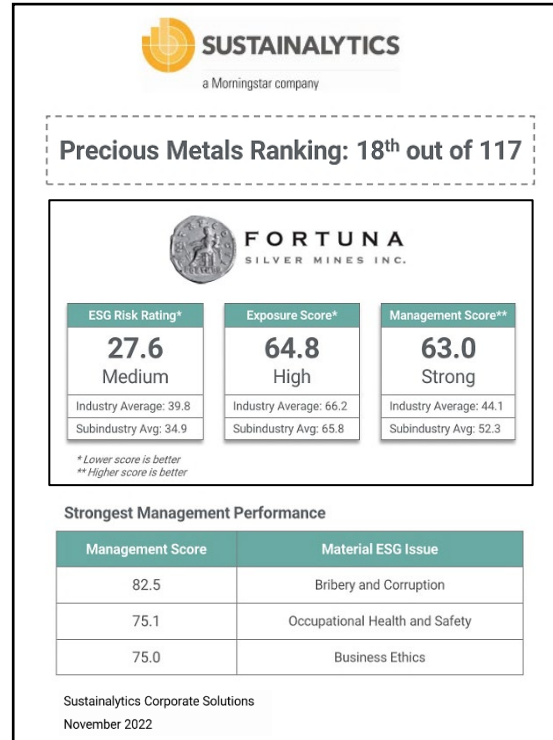 SUSTAINALYTICS
a Morningstar company
Precious Metals Ranking: 18th out of 117
FORTUNA
SILVER MINES INC.
ESG Risk Rating*
27.6
Medium
Industry Average: 39.8
Subindustry Avg: 34.9
Exposure Score*
64.8
High
Industry Average: 66.2
Subindustry Avg: 65.8
Management Score**
63.0
Strong
Industry Average: 44.1
Subindustry Avg: 52.3
* Lower score is better
** Higher score is better
Strongest Management Performance
Management Score Material ESG Issue
82.5 Bribery and Corruption
75.1 Occupational Health and Safety
75.0 Business Ethics
Sustainalytics Corporate Solutions
November 2022